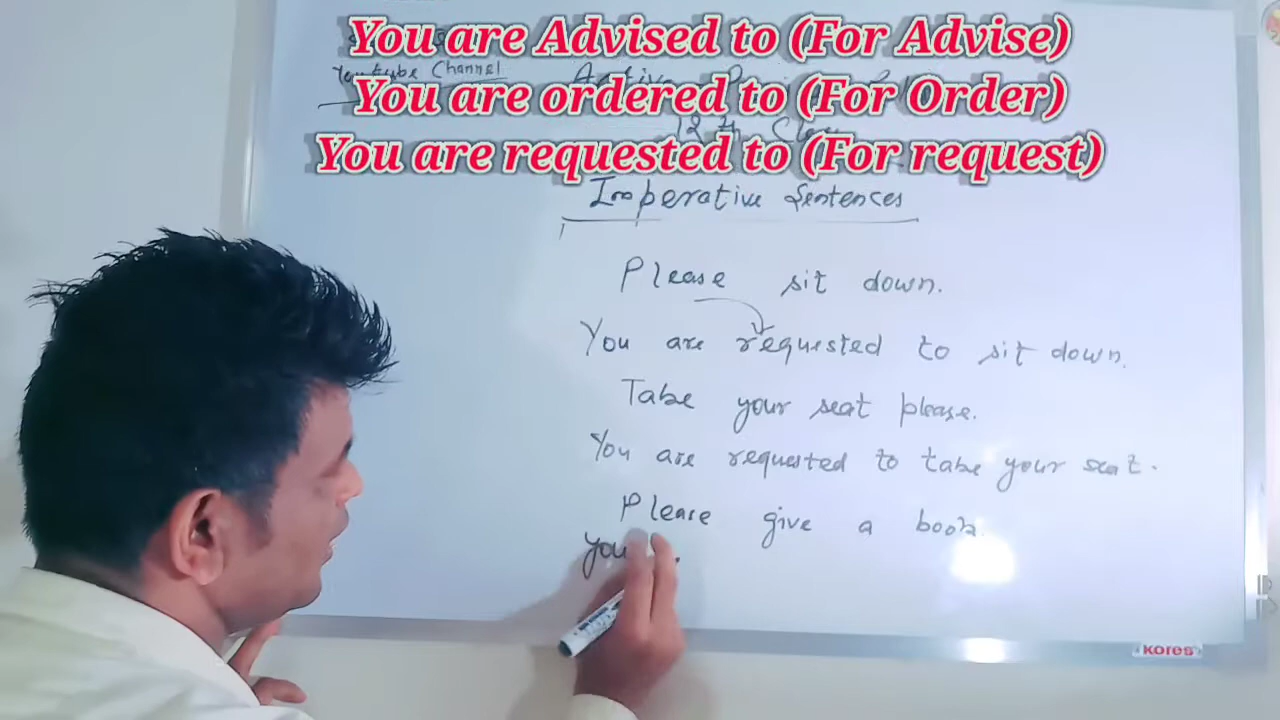 You are Advised to (For Advise)
Youtube Channel
You are ordered to (For Order)
12th Class
You are requested to (For request)
Imperative Sentences
Please sit down.
You are requested to sit down.
Take your seat please.
You are requested to take your seat.
Please give a book.
You
KORES